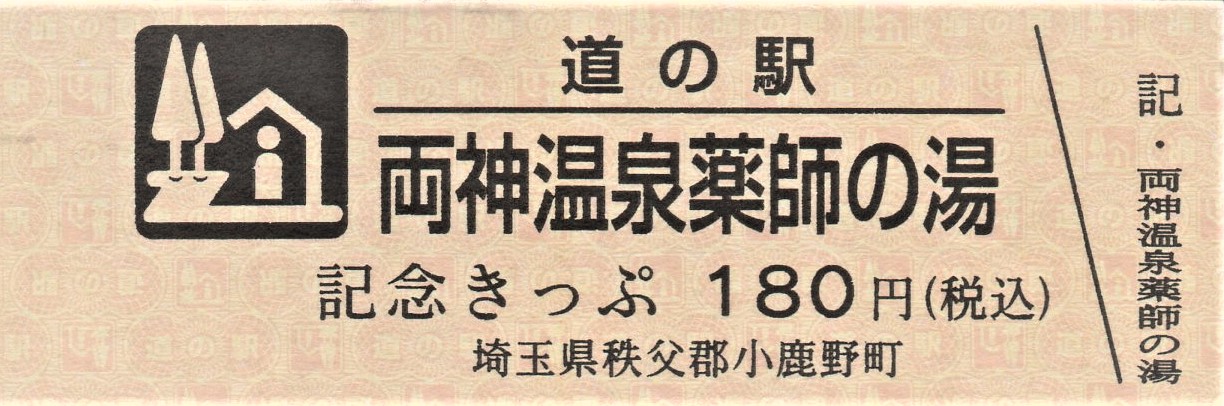 道の駅
両神温泉薬師の湯
記念きっぷ 180円(税込)
埼玉県秩父郡小鹿野町
記・両神温泉薬師の湯